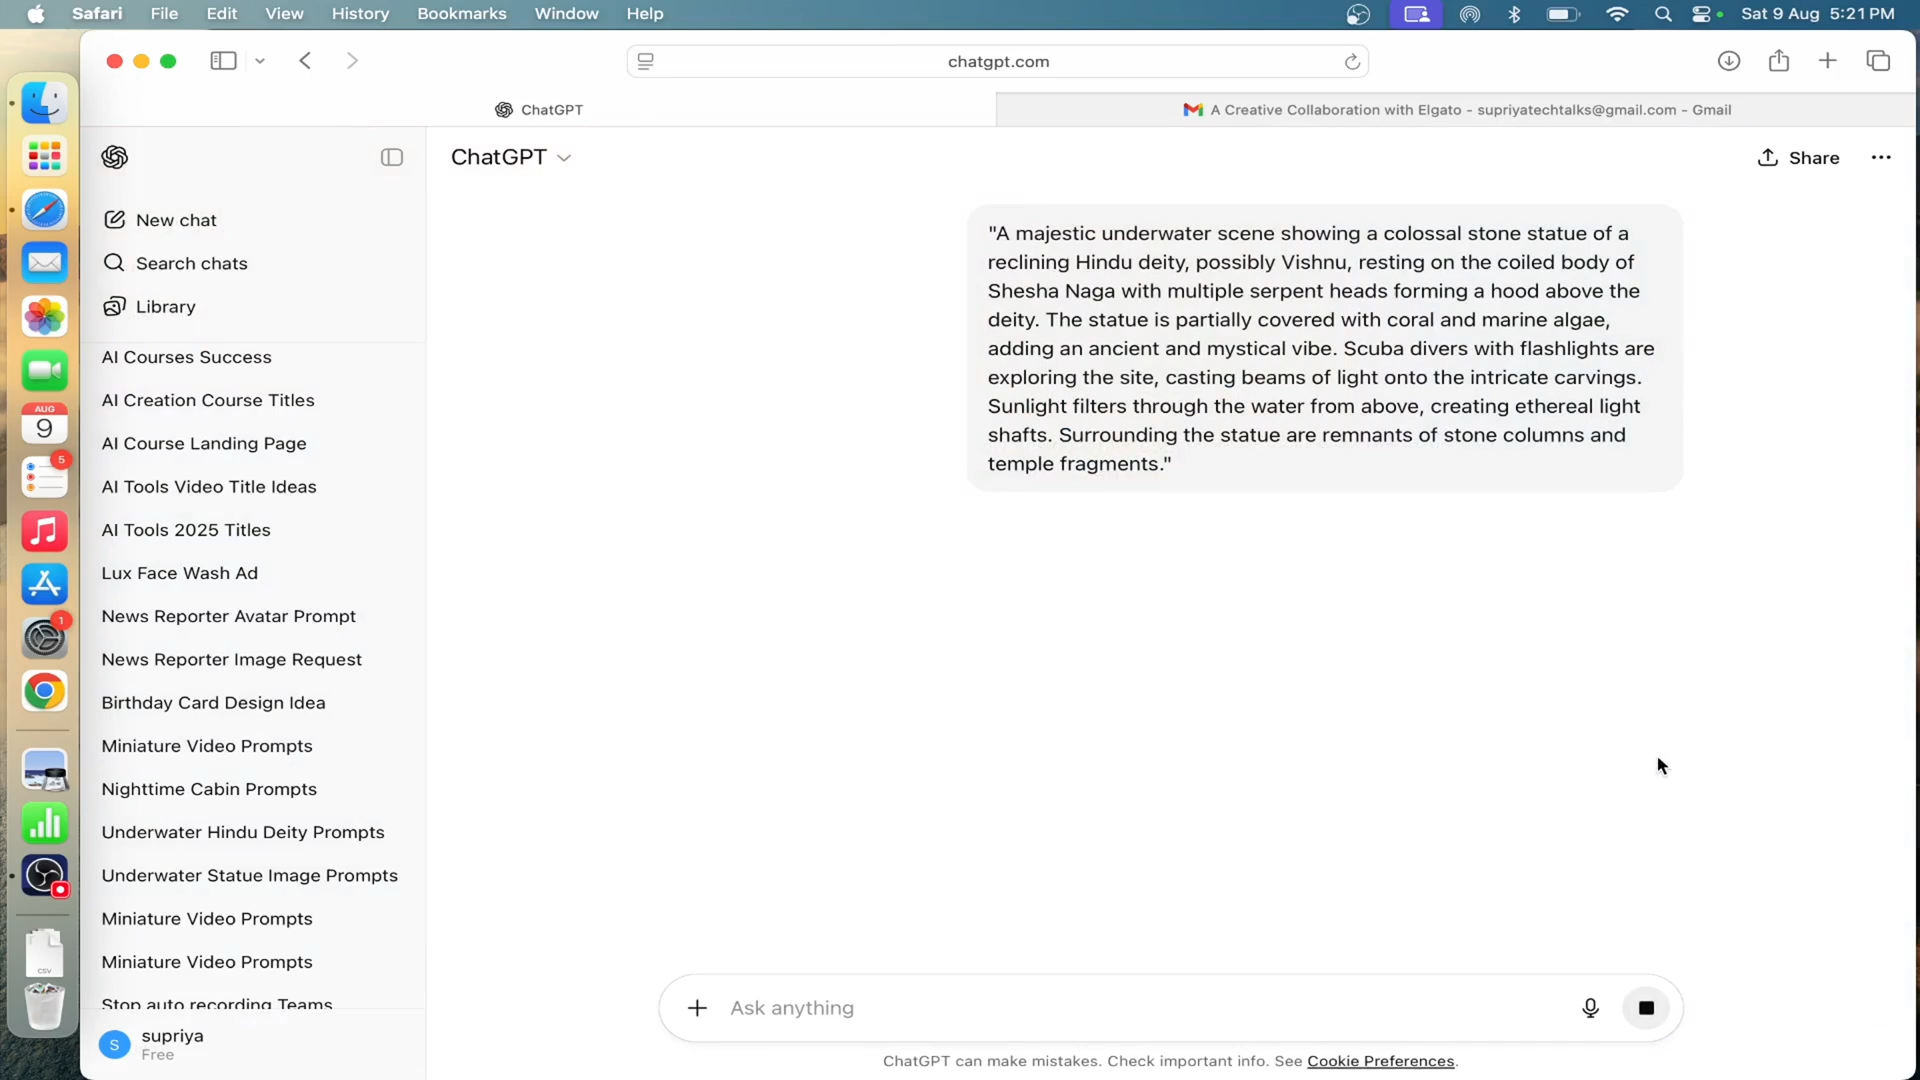 Safari File Edit View History Bookmarks Window Help Sat 9 Aug 5:21 PM
chatgpt.com
ChatGPT
A Creative Collaboration with Elgato - supriyatechtalks@gmail.com - Gmail
AUG
9
5
1
CSV
New chat
Search chats
Library
AI Courses Success
AI Creation Course Titles
AI Course Landing Page
AI Tools Video Title Ideas
AI Tools 2025 Titles
Lux Face Wash Ad
News Reporter Avatar Prompt
News Reporter Image Request
Birthday Card Design Idea
Miniature Video Prompts
Nighttime Cabin Prompts
Underwater Hindu Deity Prompts
Underwater Statue Image Prompts
Miniature Video Prompts
Miniature Video Prompts
Stop auto recording Teams
S
supriya
Free
ChatGPT
Share
"A majestic underwater scene showing a colossal stone statue of a
reclining Hindu deity, possibly Vishnu, resting on the coiled body of
Shesha Naga with multiple serpent heads forming a hood above the
deity. The statue is partially covered with coral and marine algae,
adding an ancient and mystical vibe. Scuba divers with flashlights are
exploring the site, casting beams of light onto the intricate carvings.
Sunlight filters through the water from above, creating ethereal light
shafts. Surrounding the statue are remnants of stone columns and
temple fragments."
Ask anything
ChatGPT can make mistakes. Check important info. See Cookie Preferences.